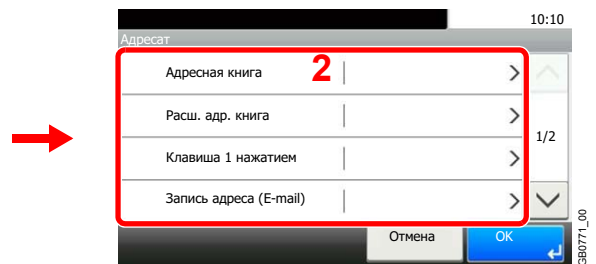 10:10
Адресат
Адресная книга
2
Расш. адр. книга
1/2
Клавиша 1 нажатием
Запись адреса (E-mail)
Отмена
OK
GB0771_00